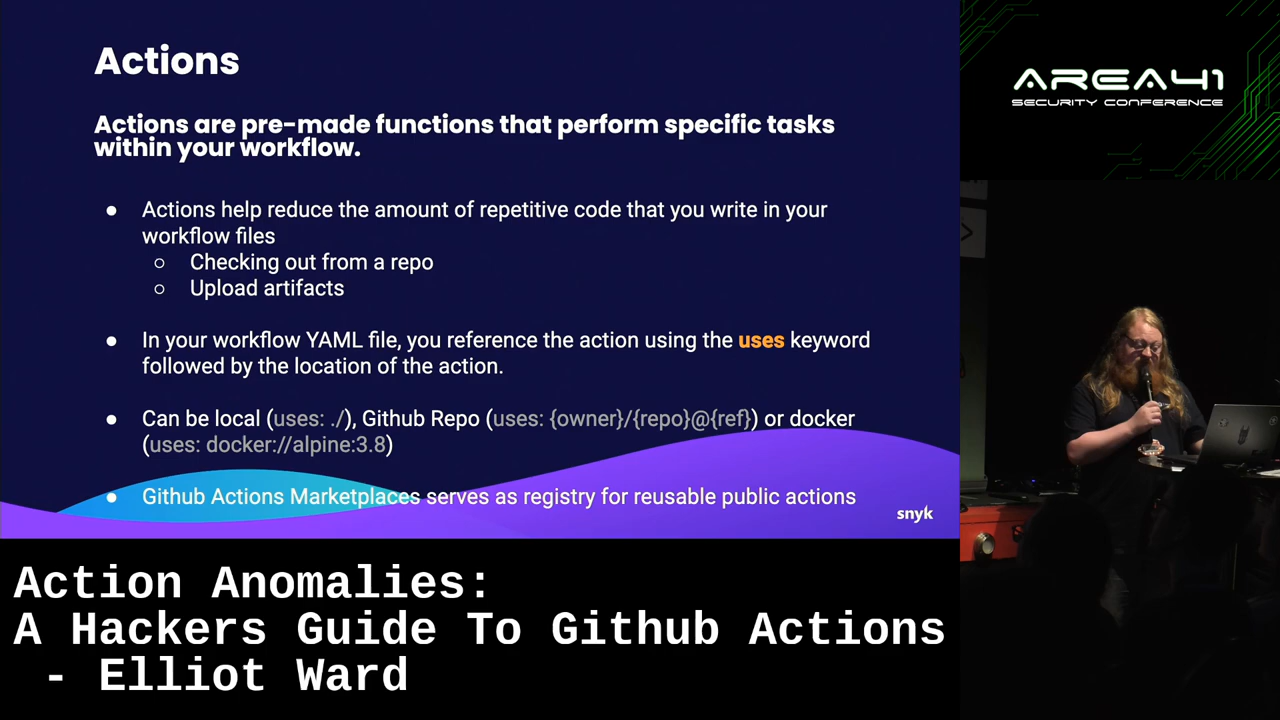 Actions
Actions are pre-made functions that perform specific tasks
within your workflow.
● Actions help reduce the amount of repetitive code that you write in your
workflow files
○ Checking out from a repo
○ Upload artifacts
● In your workflow YAML file, you reference the action using the uses keyword
followed by the location of the action.
● Can be local (uses: ./), Github Repo (uses: {owner}/{repo}@{ref}) or docker
(uses: docker://alpine:3.8)
● Github Actions Marketplaces serves as registry for reusable public actions
snyk
AREA41
SECURITY CONFERENCE
Action Anomalies:
A Hackers Guide To Github Actions
- Elliot Ward